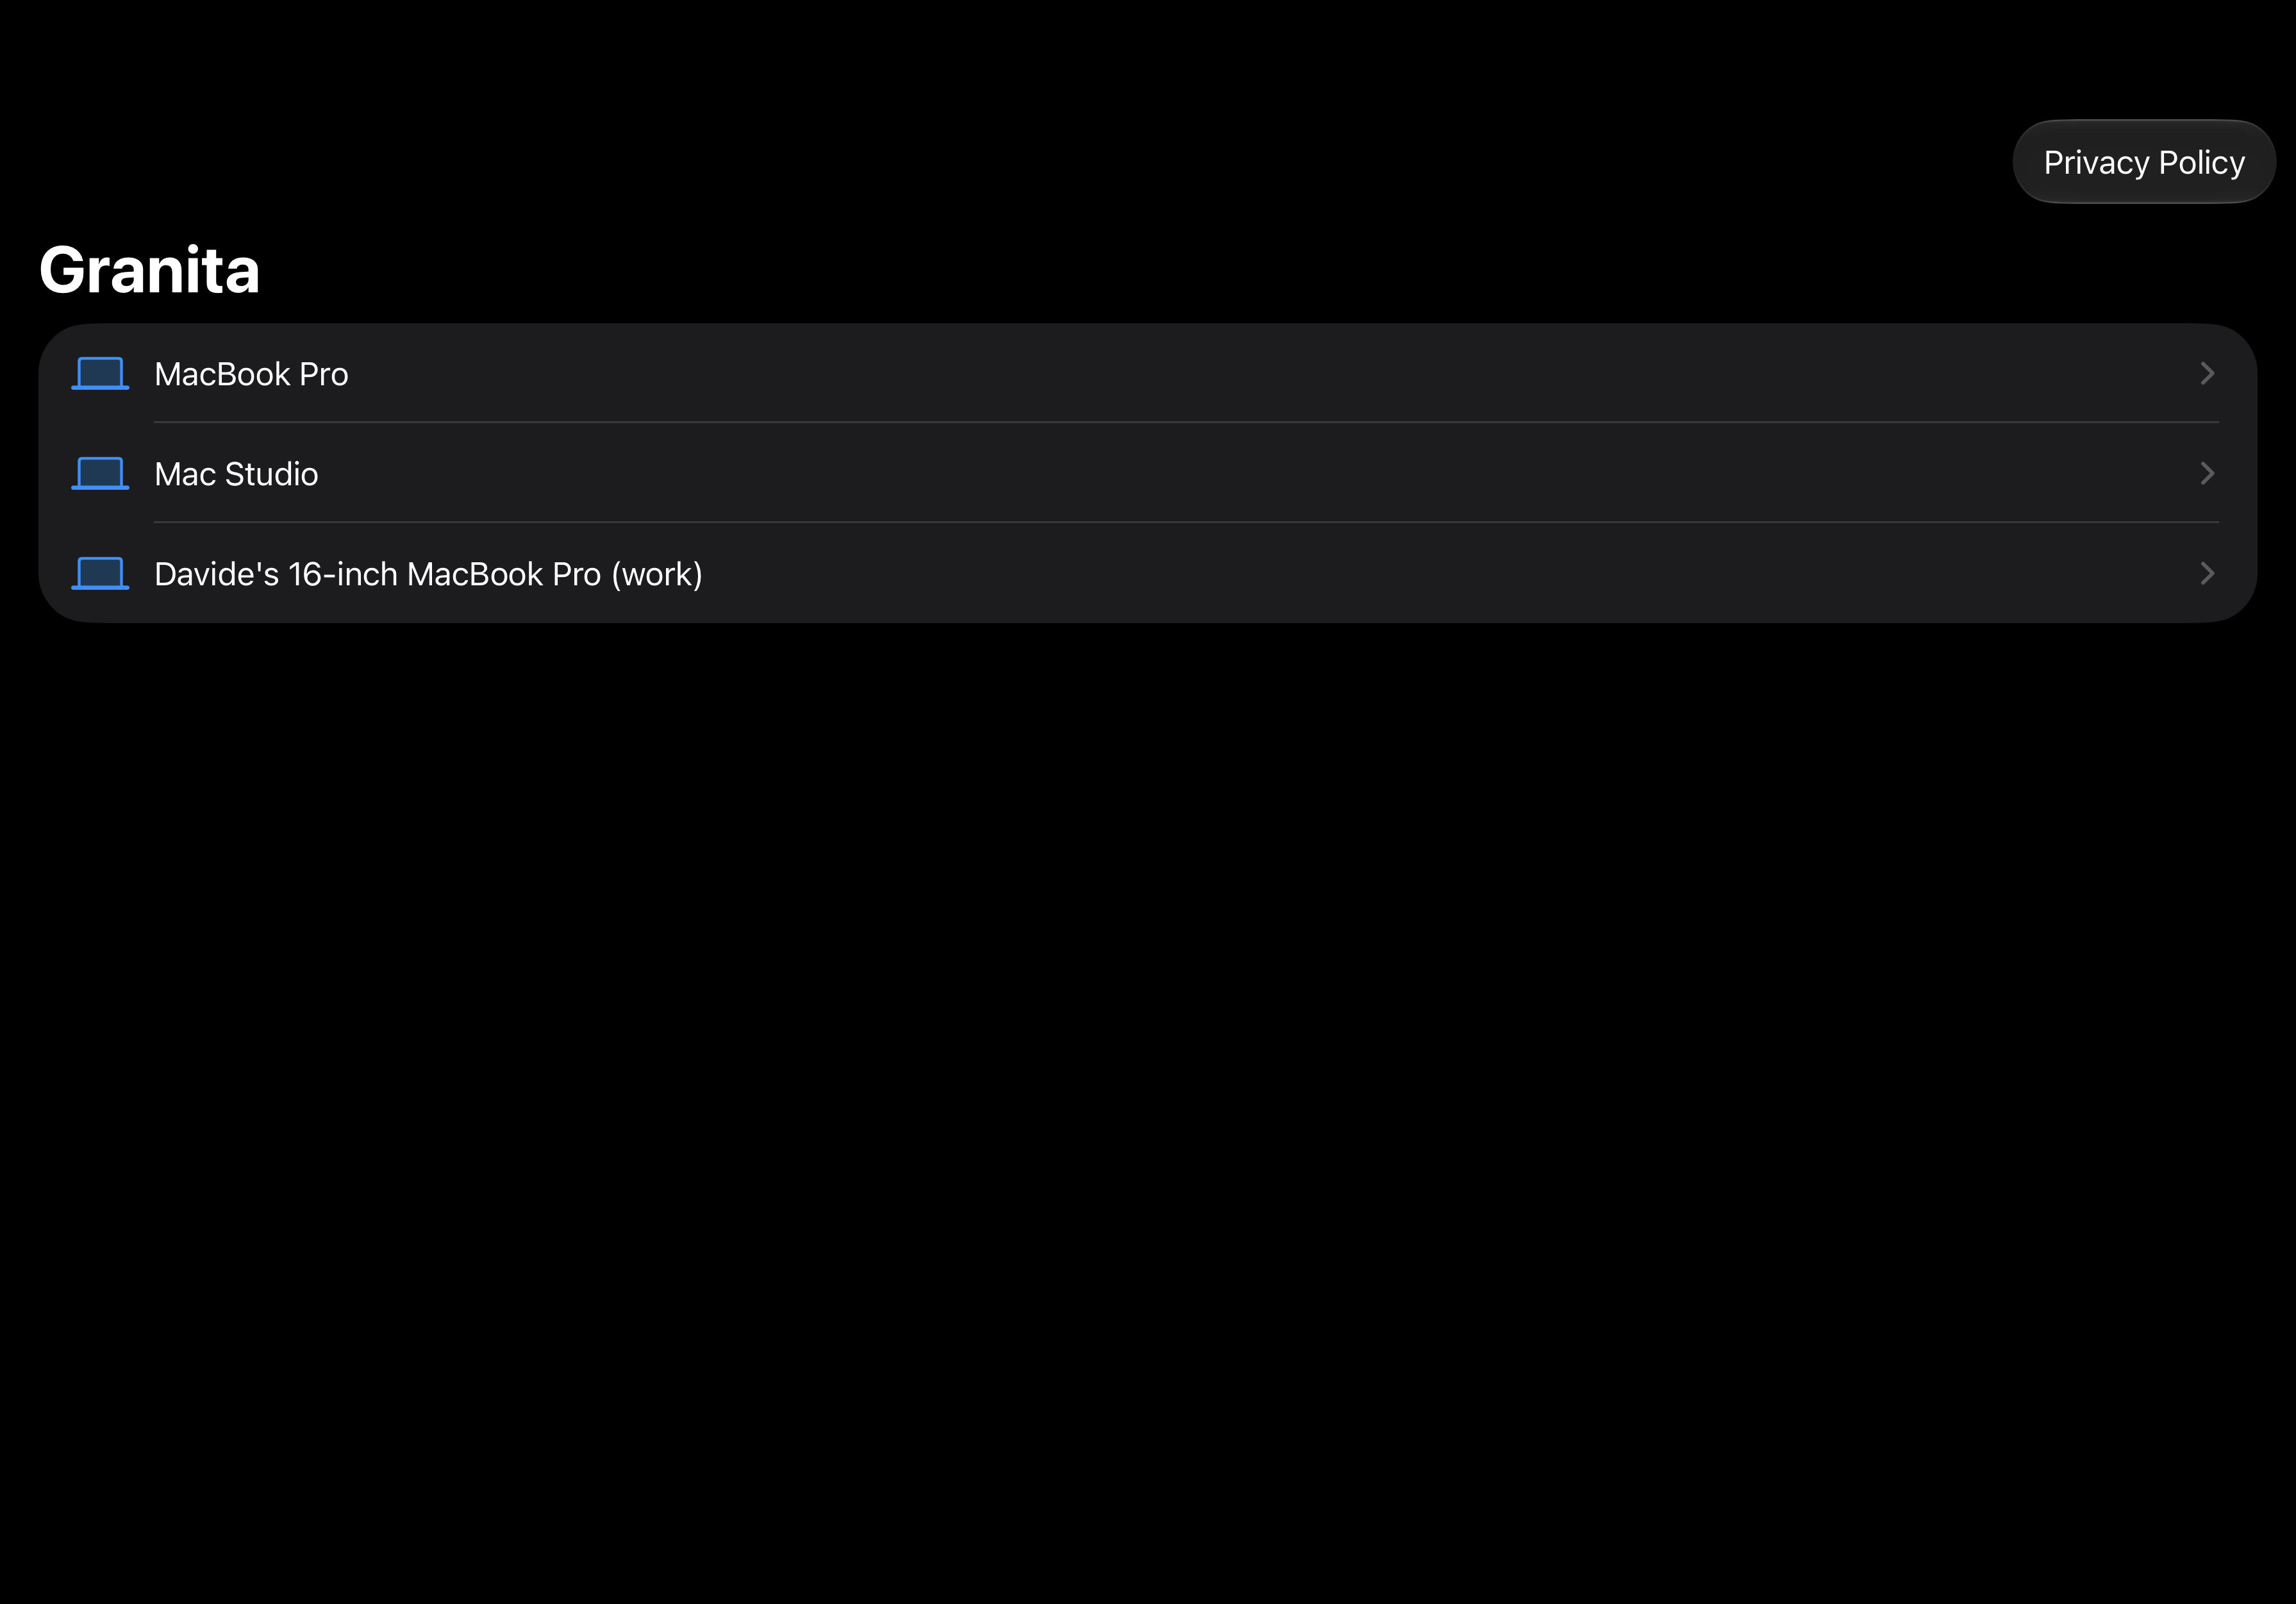 Privacy Policy
Granita
MacBook Pro
Mac Studio
Davide's 16-inch MacBook Pro (work)